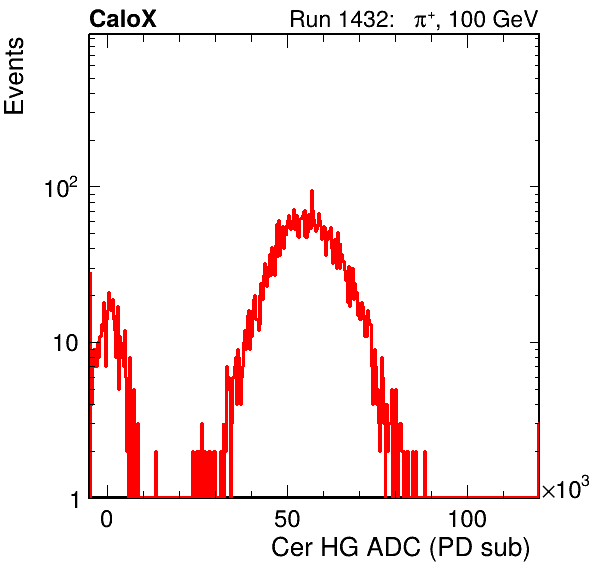 CaloX Run 1432: π⁺, 100 GeV
Events
10²
10
1
0 50 100 ×10³
Cer HG ADC (PD sub)